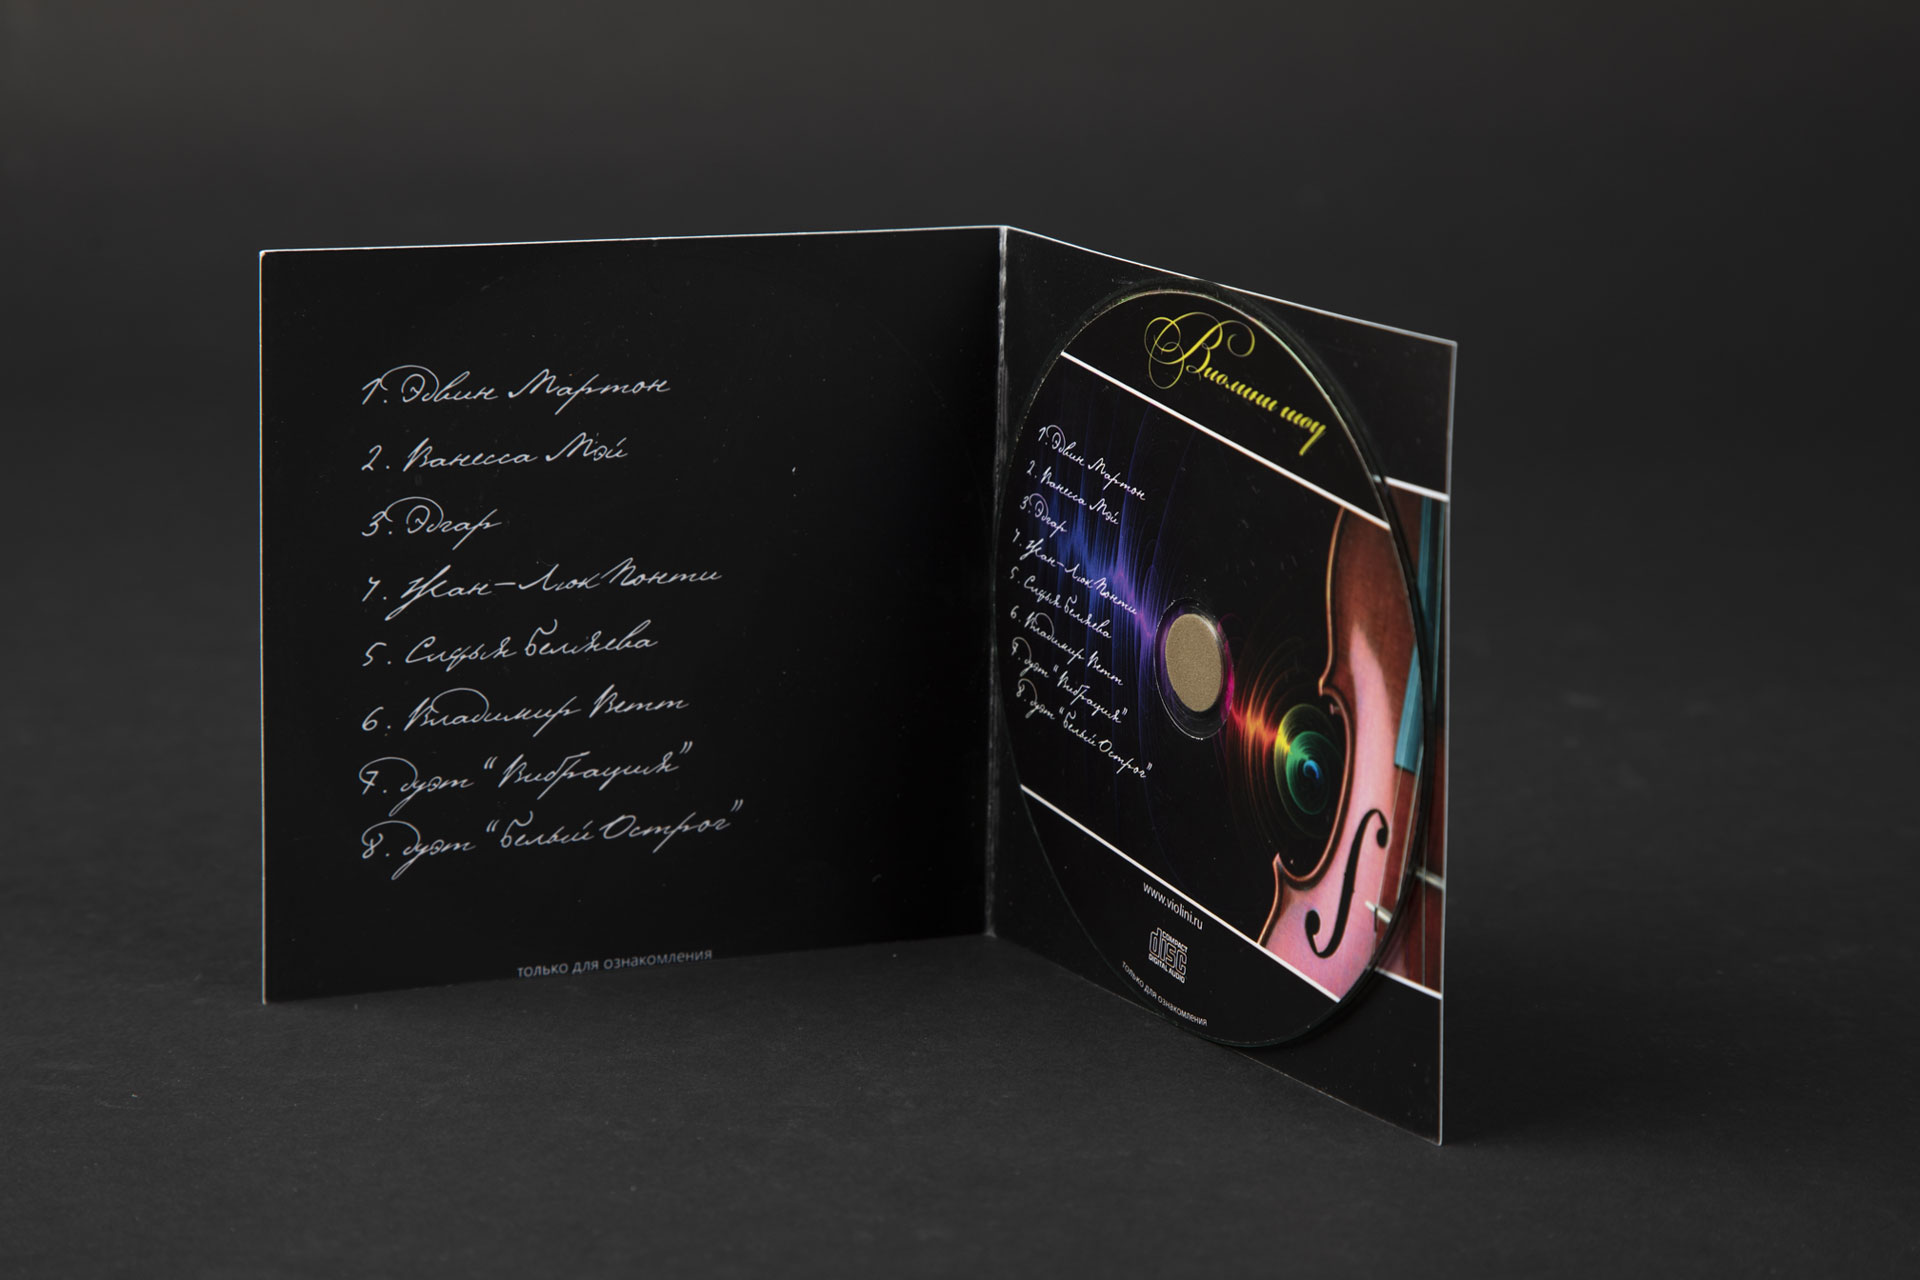 1. Эдвин Мартон
2. Ванесса Мэй
3. Эдгар
4. Жан-Люк Понти
5. Софья Беляева
6. Владимир Ветт
7. дуэт "Вибрация"
8. дуэт "Белый Острог"
только для ознакомления
Виолини шоу
1. Эдвин Мартон
2. Ванесса Мэй
3. Эдгар
4. Жан-Люк Понти
5. Софья Беляева
6. Владимир Ветт
7. дуэт "Вибрация"
8. дуэт "Белый Острог"
www.violini.ru
COMPACT
disc
DIGITAL AUDIO
только для ознакомления